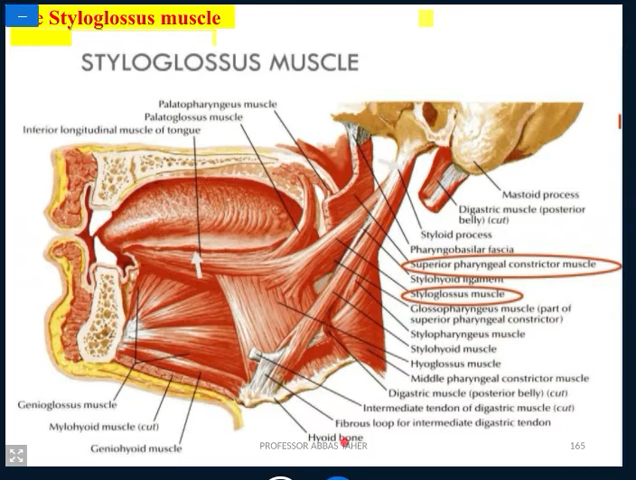 e Styloglossus muscle
STYLOGLOSSUS MUSCLE
Palatopharyngeus muscle
Palatoglossus muscle
Inferior longitudinal muscle of tongue
Mastoid process
Digastric muscle (posterior
belly) (cut)
Styloid process
Pharyngobasilar fascia
Superior pharyngeal constrictor muscle
Stylohyoid ligament
Styloglossus muscle
Glossopharyngeus muscle (part of
superior pharyngeal constrictor)
Stylopharyngeus muscle
Stylohyoid muscle
Hyoglossus muscle
Middle pharyngeal constrictor muscle
Digastric muscle (posterior belly) (cut)
Intermediate tendon of digastric muscle (cut)
Fibrous loop for intermediate digastric tendon
Hyoid bone
Genioglossus muscle
Mylohyoid muscle (cut)
Geniohyoid muscle
PROFESSOR ABBAS TAHER
165